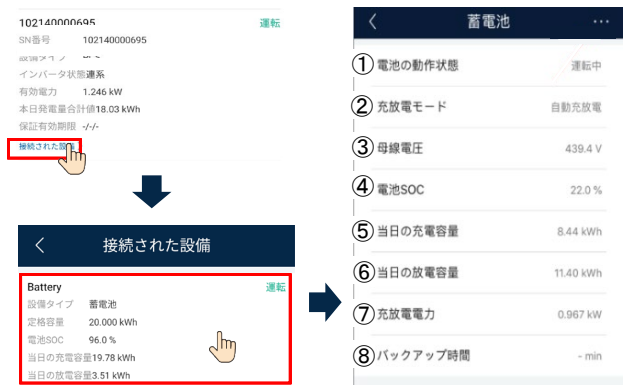 102140000695 運転
SN番号 102140000695
設備タイプ
インバータ状態連系
有効電力 1.246 kW
本日発電量合計値18.03 kWh
保証有効期限 -/-/-
接続された設備
接続された設備
Battery 運転
設備タイプ 蓄電池
定格容量 20.000 kWh
電池SOC 96.0 %
当日の充電容量19.78 kWh
当日の放電容量3.51 kWh
蓄電池 ...
① 電池の動作状態 運転中
② 充放電モード 自動充放電
③ 母線電圧 439.4 V
④ 電池SOC 22.0 %
⑤ 当日の充電容量 8.44 kWh
⑥ 当日の放電容量 11.40 kWh
⑦ 充放電電力 0.967 kW
⑧ バックアップ時間 - min